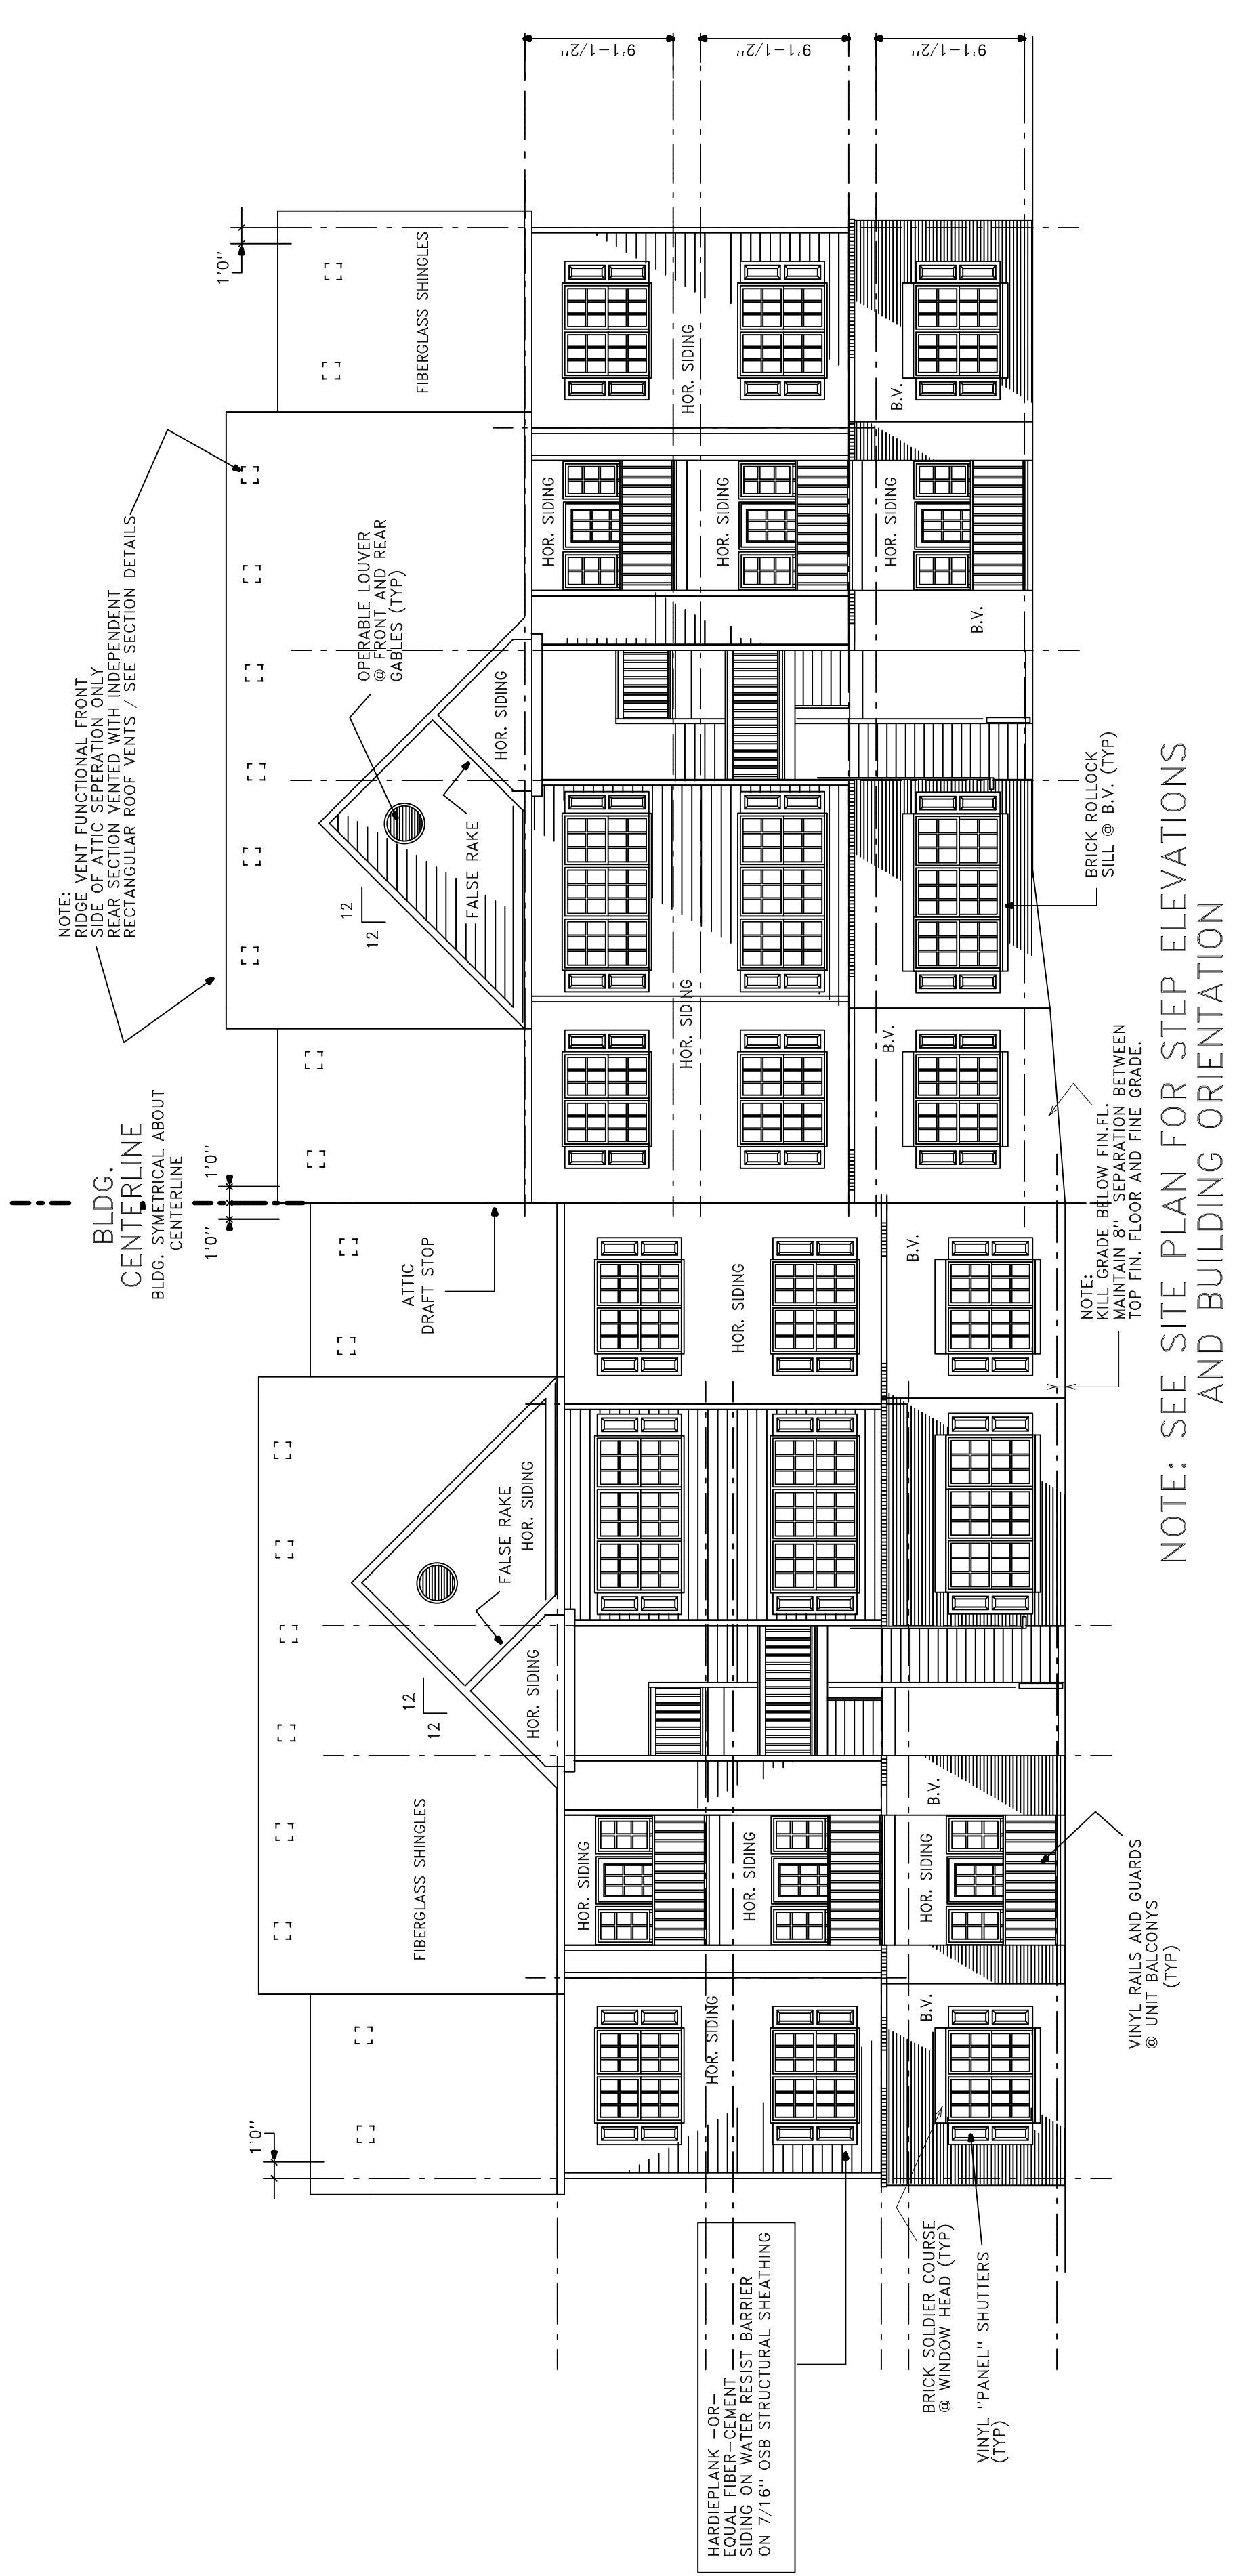 NOTE:
RIDGE VENT FUNCTIONAL FRONT
SIDE OF ATTIC SEPERATION ONLY
REAR SECTION VENTED WITH INDEPENDENT
RECTANGULAR ROOF VENTS / SEE SECTION DETAILS
BLDG.
CENTERLINE
BLDG. SYMETRICAL ABOUT
CENTERLINE
1'0"
1'0"
1'0"
1'0"
FIBERGLASS SHINGLES
FIBERGLASS SHINGLES
OPERABLE LOUVER
@ FRONT AND REAR
GABLES (TYP)
ATTIC
DRAFT STOP
12
12
12
12
FALSE RAKE
FALSE RAKE
HOR. SIDING
HOR. SIDING
HOR. SIDING
9'1-1/2"
9'1-1/2"
9'1-1/2"
HOR. SIDING
HOR. SIDING
HOR. SIDING
HOR. SIDING
HOR. SIDING
HOR. SIDING
HOR. SIDING
HOR. SIDING
HOR. SIDING
HOR. SIDING
B.V.
B.V.
B.V.
B.V.
B.V.
B.V.
HARDIEPLANK -OR-
EQUAL FIBER-CEMENT
SIDING ON WATER RESIST BARRIER
ON 7/16" OSB STRUCTURAL SHEATHING
BRICK SOLDIER COURSE
@ WINDOW HEAD (TYP)
VINYL "PANEL" SHUTTERS
(TYP)
VINYL RAILS AND GUARDS
@ UNIT BALCONYS
(TYP)
NOTE:
KILL GRADE BELOW FIN.FL.
MAINTAIN 8" SEPARATION BETWEEN
TOP FIN. FLOOR AND FINE GRADE.
BRICK ROLLOCK
SILL @ B.V. (TYP)
NOTE: SEE SITE PLAN FOR STEP ELEVATIONS
AND BUILDING ORIENTATION